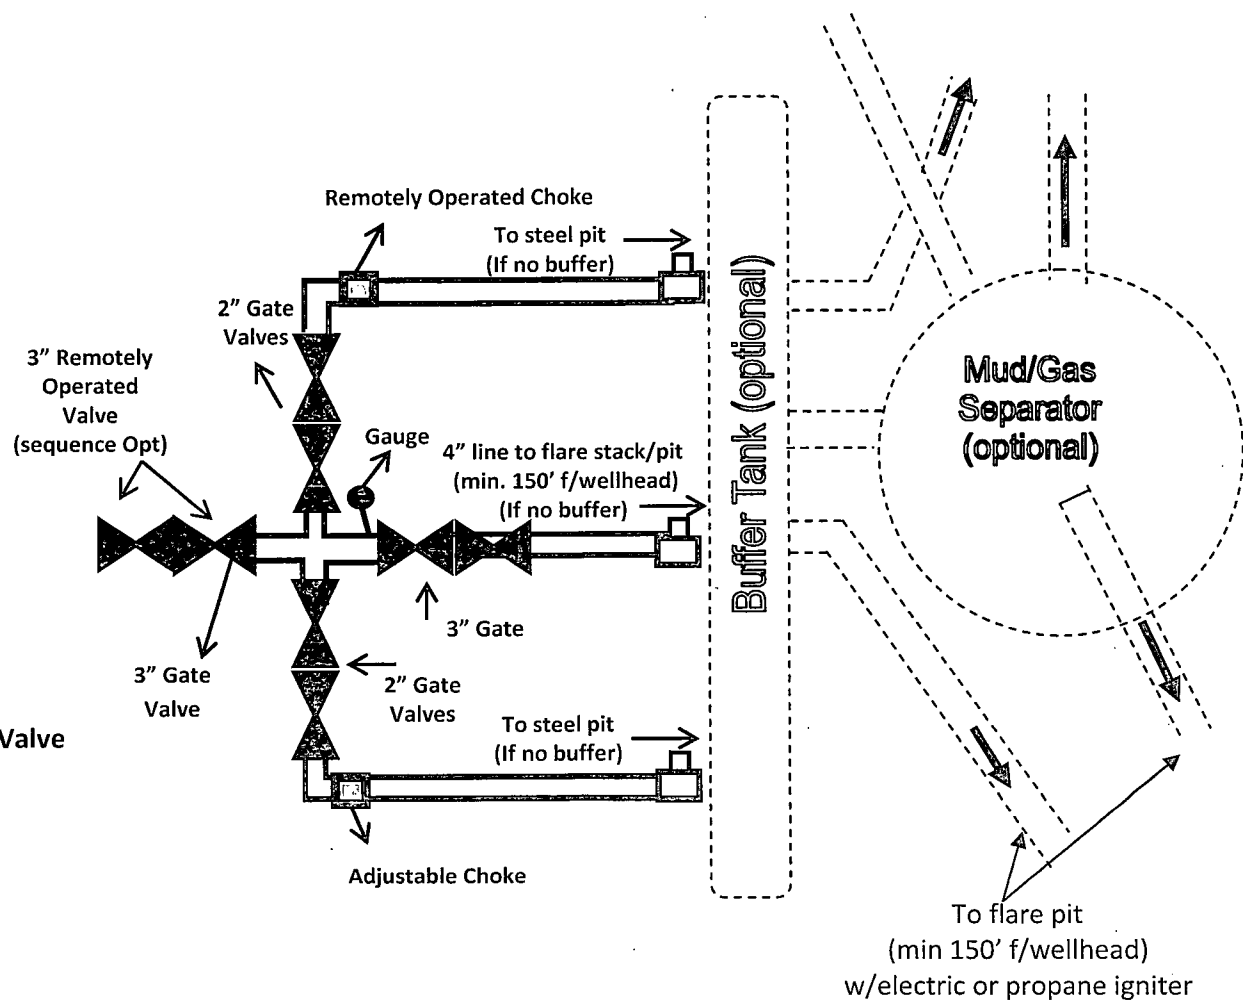 Remotely Operated Choke
To steel pit
(If no buffer)
2” Gate
Valves
3” Remotely
Operated
Valve
(sequence Opt)
Gauge
4” line to flare stack/pit
(min. 150’ f/wellhead)
(If no buffer)
Buffer Tank (optional)
Mud/Gas
Separator
(optional)
3” Gate
3” Gate
Valve
2” Gate
Valves
Valve
To steel pit
(If no buffer)
Adjustable Choke
To flare pit
(min 150’ f/wellhead)
w/electric or propane igniter